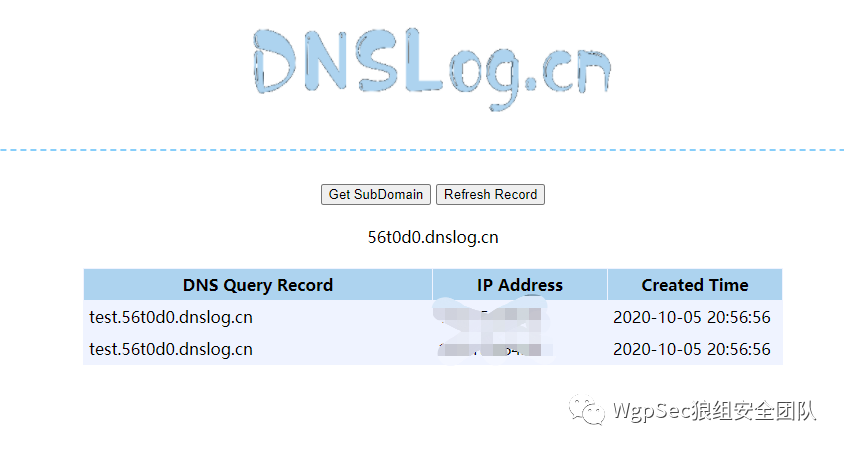 DNSLog.cn
Get SubDomain Refresh Record
56t0d0.dnslog.cn
DNS Query Record IP Address Created Time
test.56t0d0.dnslog.cn 2020-10-05 20:56:56
test.56t0d0.dnslog.cn 2020-10-05 20:56:56
WgpSec狼组安全团队